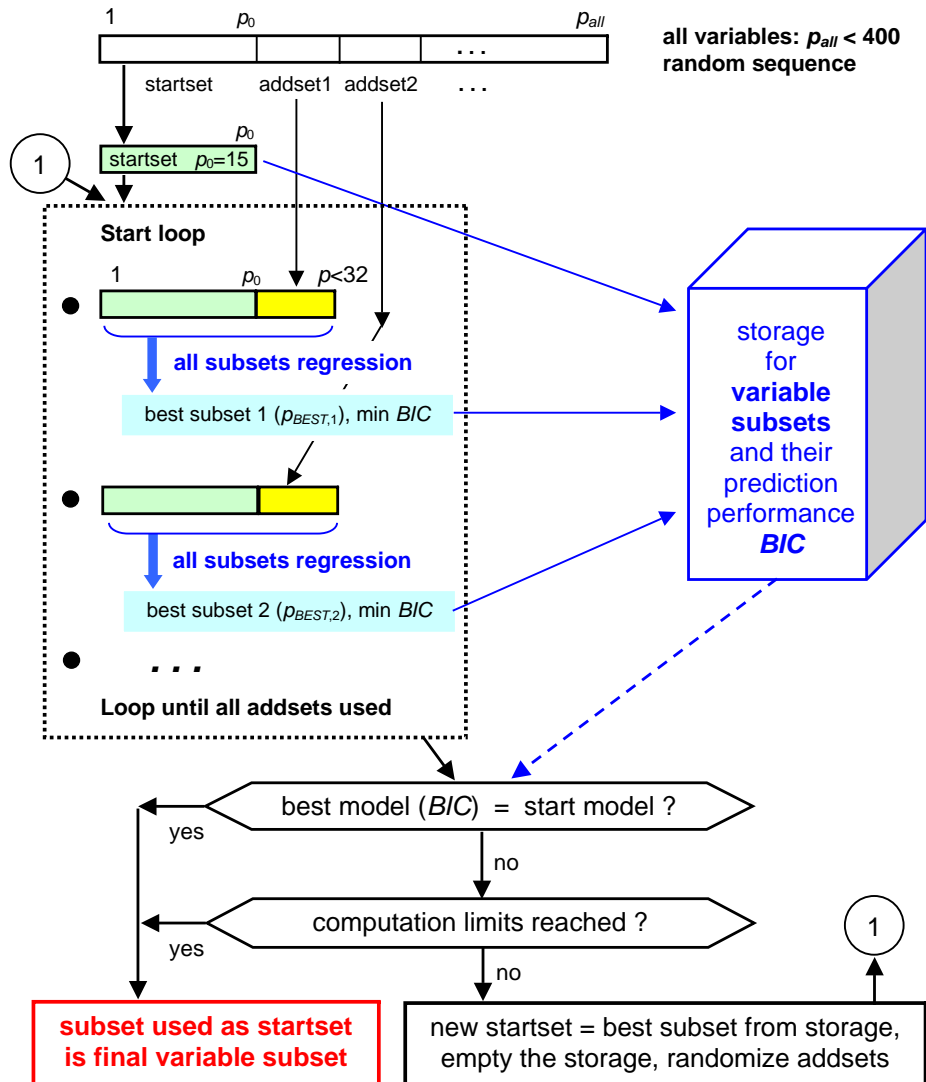 1 p0 pall
all variables: pall < 400
random sequence
. . .
startset addset1 addset2 . . .
p0
1
startset p0=15
Start loop
1 p0 p<32
all subsets regression
best subset 1 (pBEST,1), min BIC
all subsets regression
best subset 2 (pBEST,2), min BIC
. . .
Loop until all addsets used
storage
for
variable
subsets
and their
prediction
performance
BIC
best model (BIC) = start model ?
yes
no
computation limits reached ?
yes
no
1
subset used as startset
is final variable subset
new startset = best subset from storage,
empty the storage, randomize addsets